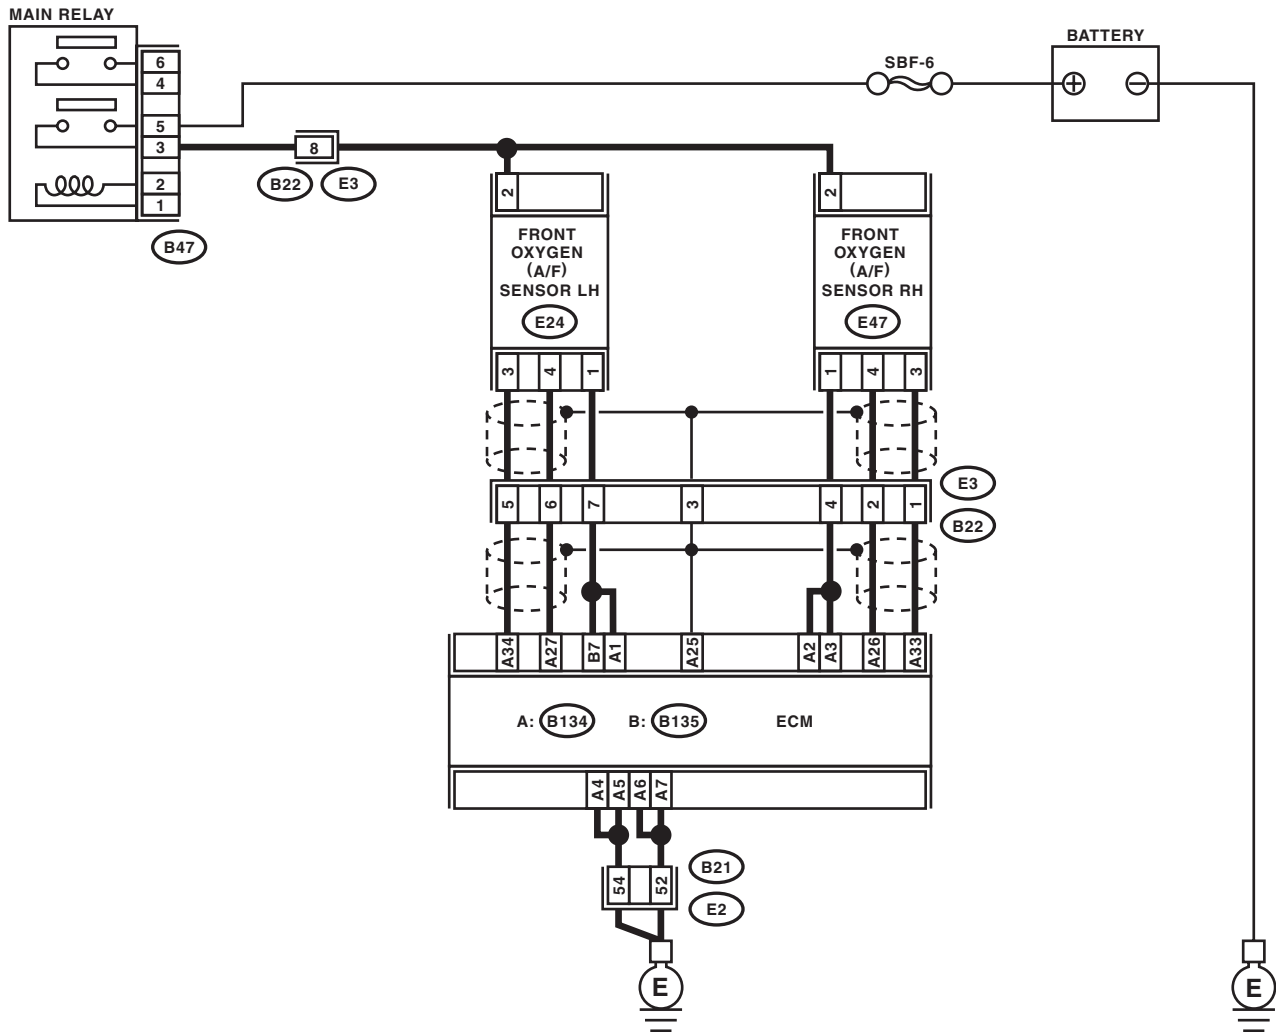 MAIN RELAY
BATTERY
SBF-6
6
4
5
3
2
1
8
B22 E3
B47
2
2
FRONT
OXYGEN
(A/F)
SENSOR LH
E24
FRONT
OXYGEN
(A/F)
SENSOR RH
E47
3 4 1
1 4 3
E3
5 6 7 3 4 2 1
B22
A34 A27 B7 A1 A25 A2 A3 A26 A33
A: B134 B: B135 ECM
A4 A5 A6 A7
B21
54 52
E2
E
E